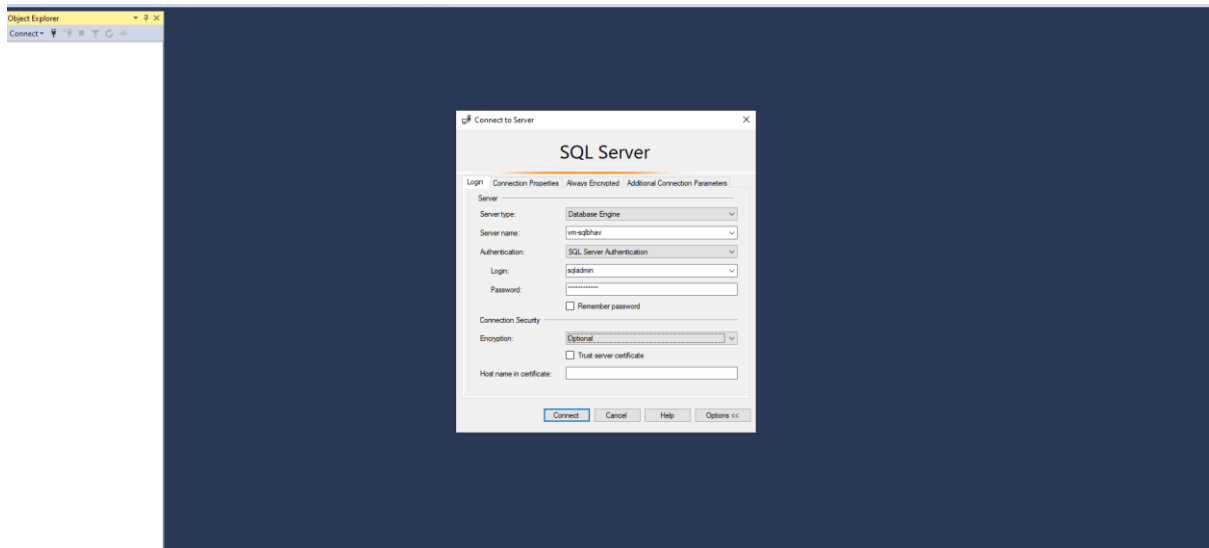 Object Explorer
Connect
Connect to Server
SQL Server
Login Connection Properties Always Encrypted Additional Connection Parameters
Server
Server type: Database Engine
Server name: vm-sqlbhav
Authentication: SQL Server Authentication
Login: sqladmin
Password: ************
Remember password
Connection Security
Encryption: Optional
Trust server certificate
Host name in certificate:
Connect Cancel Help Options <<